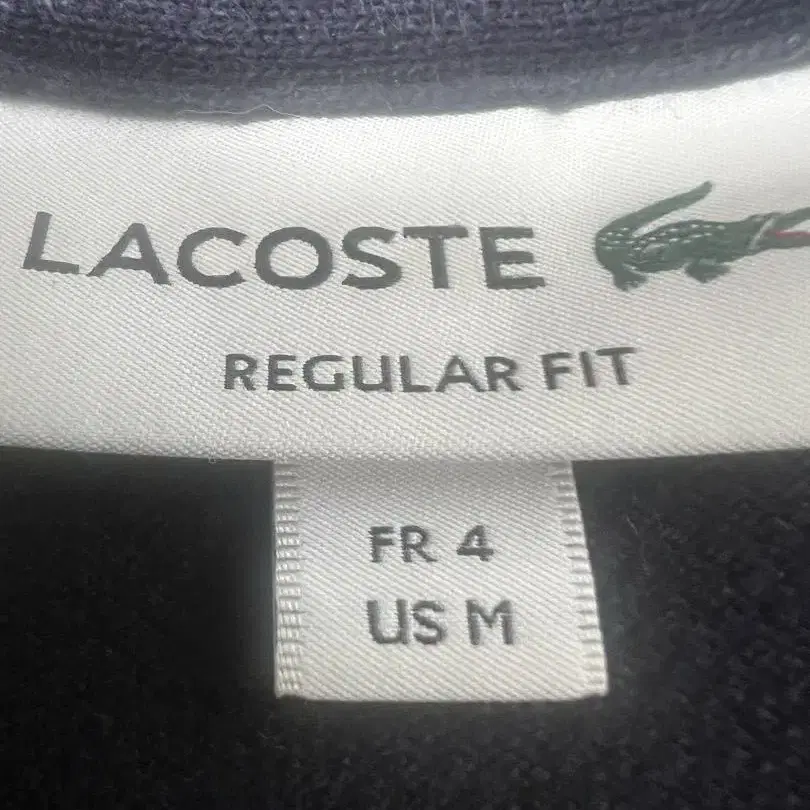 LACOSTE
REGULAR FIT
FR 4
US M